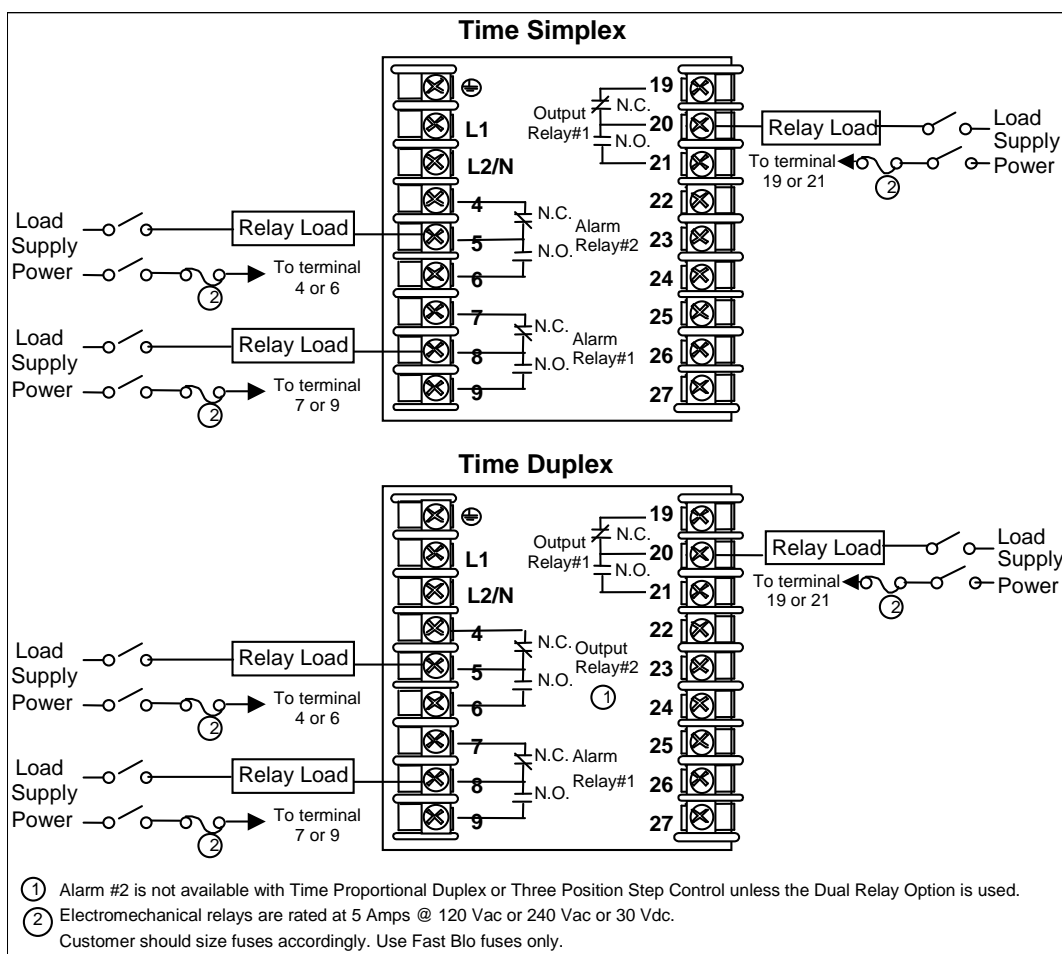 Time Simplex
L1
L2/N
4
5
6
7
8
9
N.C.
N.O.
Alarm
Relay#2
N.C.
N.O.
Alarm
Relay#1
Output
Relay#1
N.C.
N.O.
19
20
21
22
23
24
25
26
27
Load
Supply
Power
Relay Load
2
To terminal
4 or 6
Load
Supply
Power
Relay Load
2
To terminal
7 or 9
Relay Load
Load
Supply
Power
To terminal
19 or 21
2
Time Duplex
L1
L2/N
4
5
6
7
8
9
N.C.
N.O.
Output
Relay#2
1
N.C.
N.O.
Alarm
Relay#1
Output
Relay#1
N.C.
N.O.
19
20
21
22
23
24
25
26
27
Load
Supply
Power
Relay Load
2
To terminal
4 or 6
Load
Supply
Power
Relay Load
2
To terminal
7 or 9
Relay Load
Load
Supply
Power
To terminal
19 or 21
2
1 Alarm #2 is not available with Time Proportional Duplex or Three Position Step Control unless the Dual Relay Option is used.
2 Electromechanical relays are rated at 5 Amps @ 120 Vac or 240 Vac or 30 Vdc.
Customer should size fuses accordingly. Use Fast Blo fuses only.